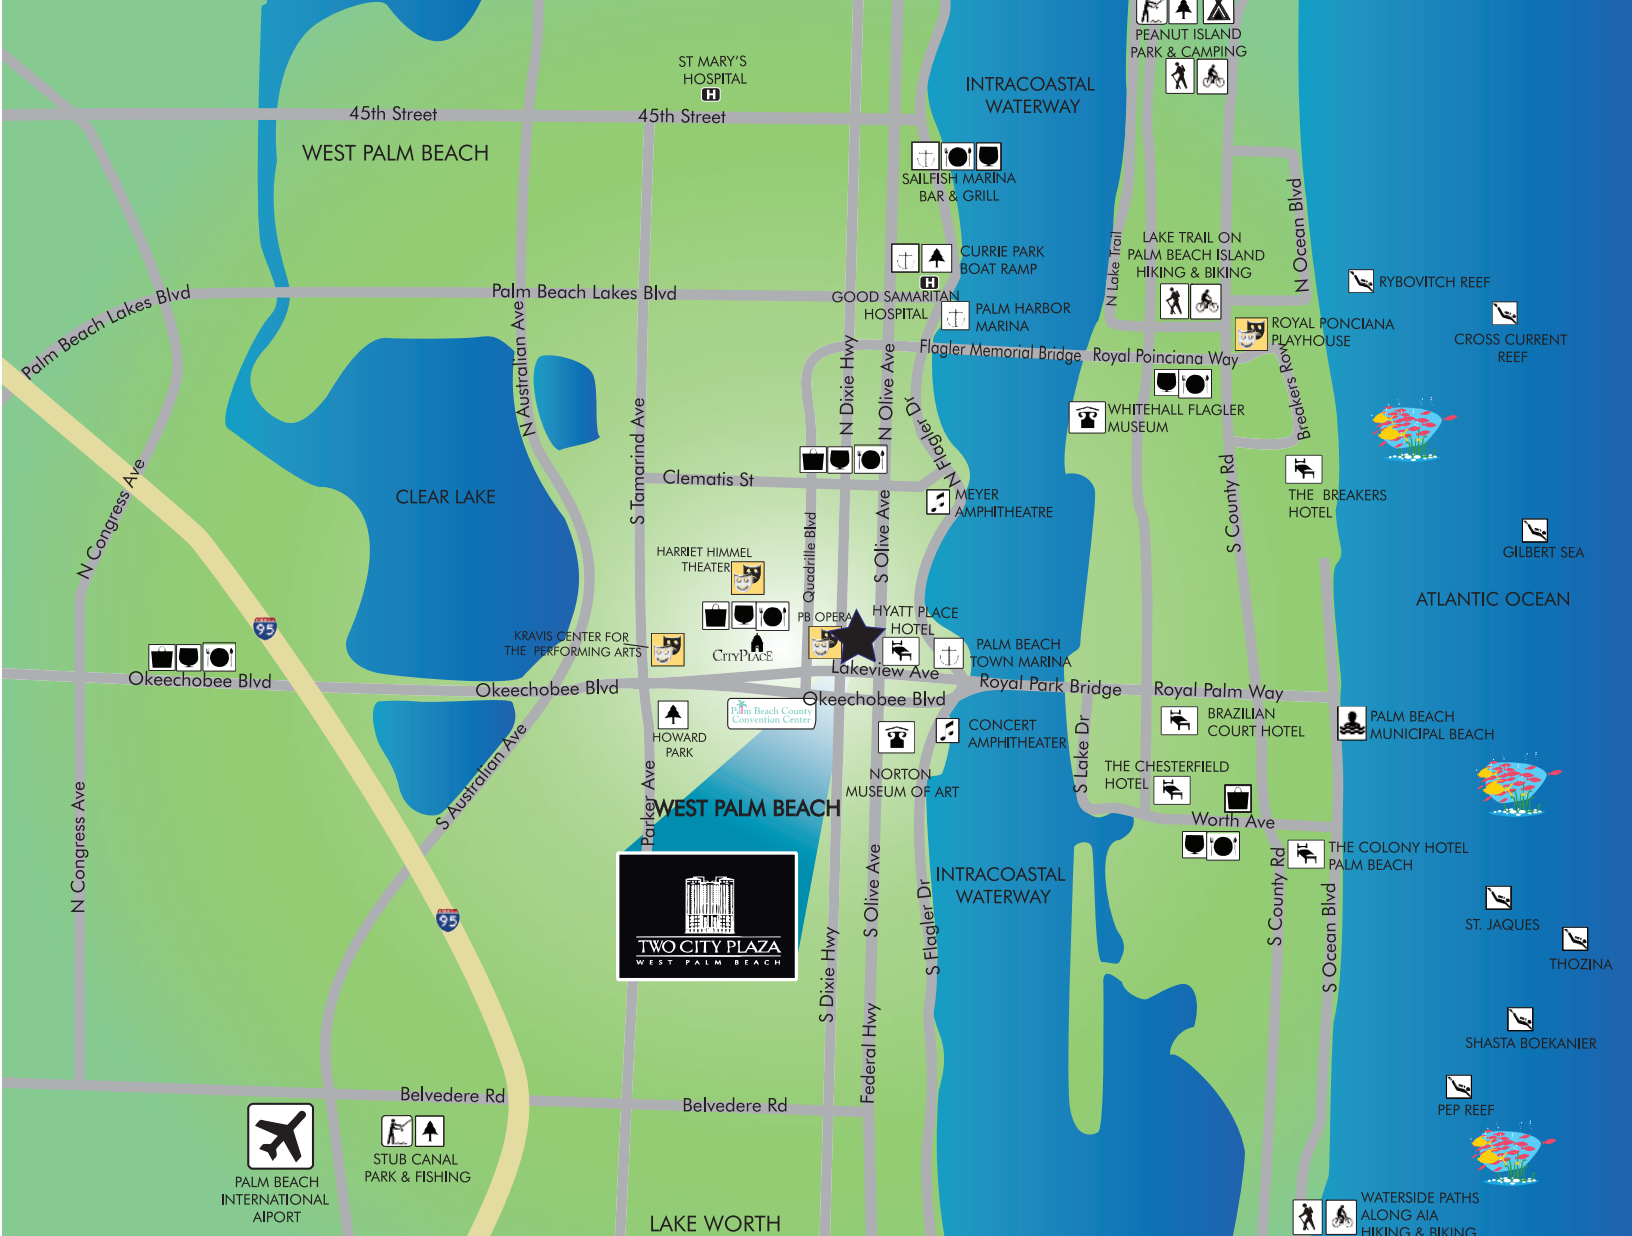 PEANUT ISLAND
PARK & CAMPING
ST MARY'S
HOSPITAL
H
INTRACOASTAL
WATERWAY
45th Street
45th Street
WEST PALM BEACH
SAILFISH MARINA
BAR & GRILL
N Ocean Blvd
N Lake Trail
LAKE TRAIL ON
PALM BEACH ISLAND
HIKING & BIKING
CURRIE PARK
BOAT RAMP
H
GOOD SAMARITAN
HOSPITAL
PALM HARBOR
MARINA
RYBOVITCH REEF
CROSS CURRENT
REEF
Palm Beach Lakes Blvd
Palm Beach Lakes Blvd
ROYAL PONCIANA
PLAYHOUSE
N Australian Ave
N Dixie Hwy
N Olive Ave
Flagler Memorial Bridge
Royal Poinciana Way
Breakers Row
WHITEHALL FLAGLER
MUSEUM
S Tamarind Ave
N Flagler Dr
N Flagler
N Congress Ave
Clematis St
CLEAR LAKE
MEYER
AMPHITHEATRE
S County Rd
THE BREAKERS
HOTEL
Quadrille Blvd
S Olive Ave
GILBERT SEA
HARRIET HIMMEL
THEATER
ATLANTIC OCEAN
95
PB OPERA
HYATT PLACE
HOTEL
KRAVIS CENTER FOR
THE PERFORMING ARTS
CITYPLACE
PALM BEACH
TOWN MARINA
Lakeview Ave
Okeechobee Blvd
Okeechobee Blvd
Okeechobee Blvd
Royal Park Bridge
Royal Palm Way
Palm Beach County
Convention Center
HOWARD
PARK
CONCERT
AMPHITHEATER
BRAZILIAN
COURT HOTEL
PALM BEACH
MUNICIPAL BEACH
S Australian Ave
S Lake Dr
NORTON
MUSEUM OF ART
THE CHESTERFIELD
HOTEL
Parker Ave
WEST PALM BEACH
Worth Ave
N Congress Ave
THE COLONY HOTEL
PALM BEACH
S Olive Ave
S Flagler Dr
INTRACOASTAL
WATERWAY
S County Rd
S Ocean Blvd
95
TWO CITY PLAZA
WEST PALM BEACH
ST. JAQUES
THOZINA
S Dixie Hwy
Federal Hwy
SHASTA BOEKANIER
Belvedere Rd
Belvedere Rd
PEP REEF
STUB CANAL
PARK & FISHING
PALM BEACH
INTERNATIONAL
AIPORT
LAKE WORTH
WATERSIDE PATHS
ALONG AIA
HIKING & BIKING